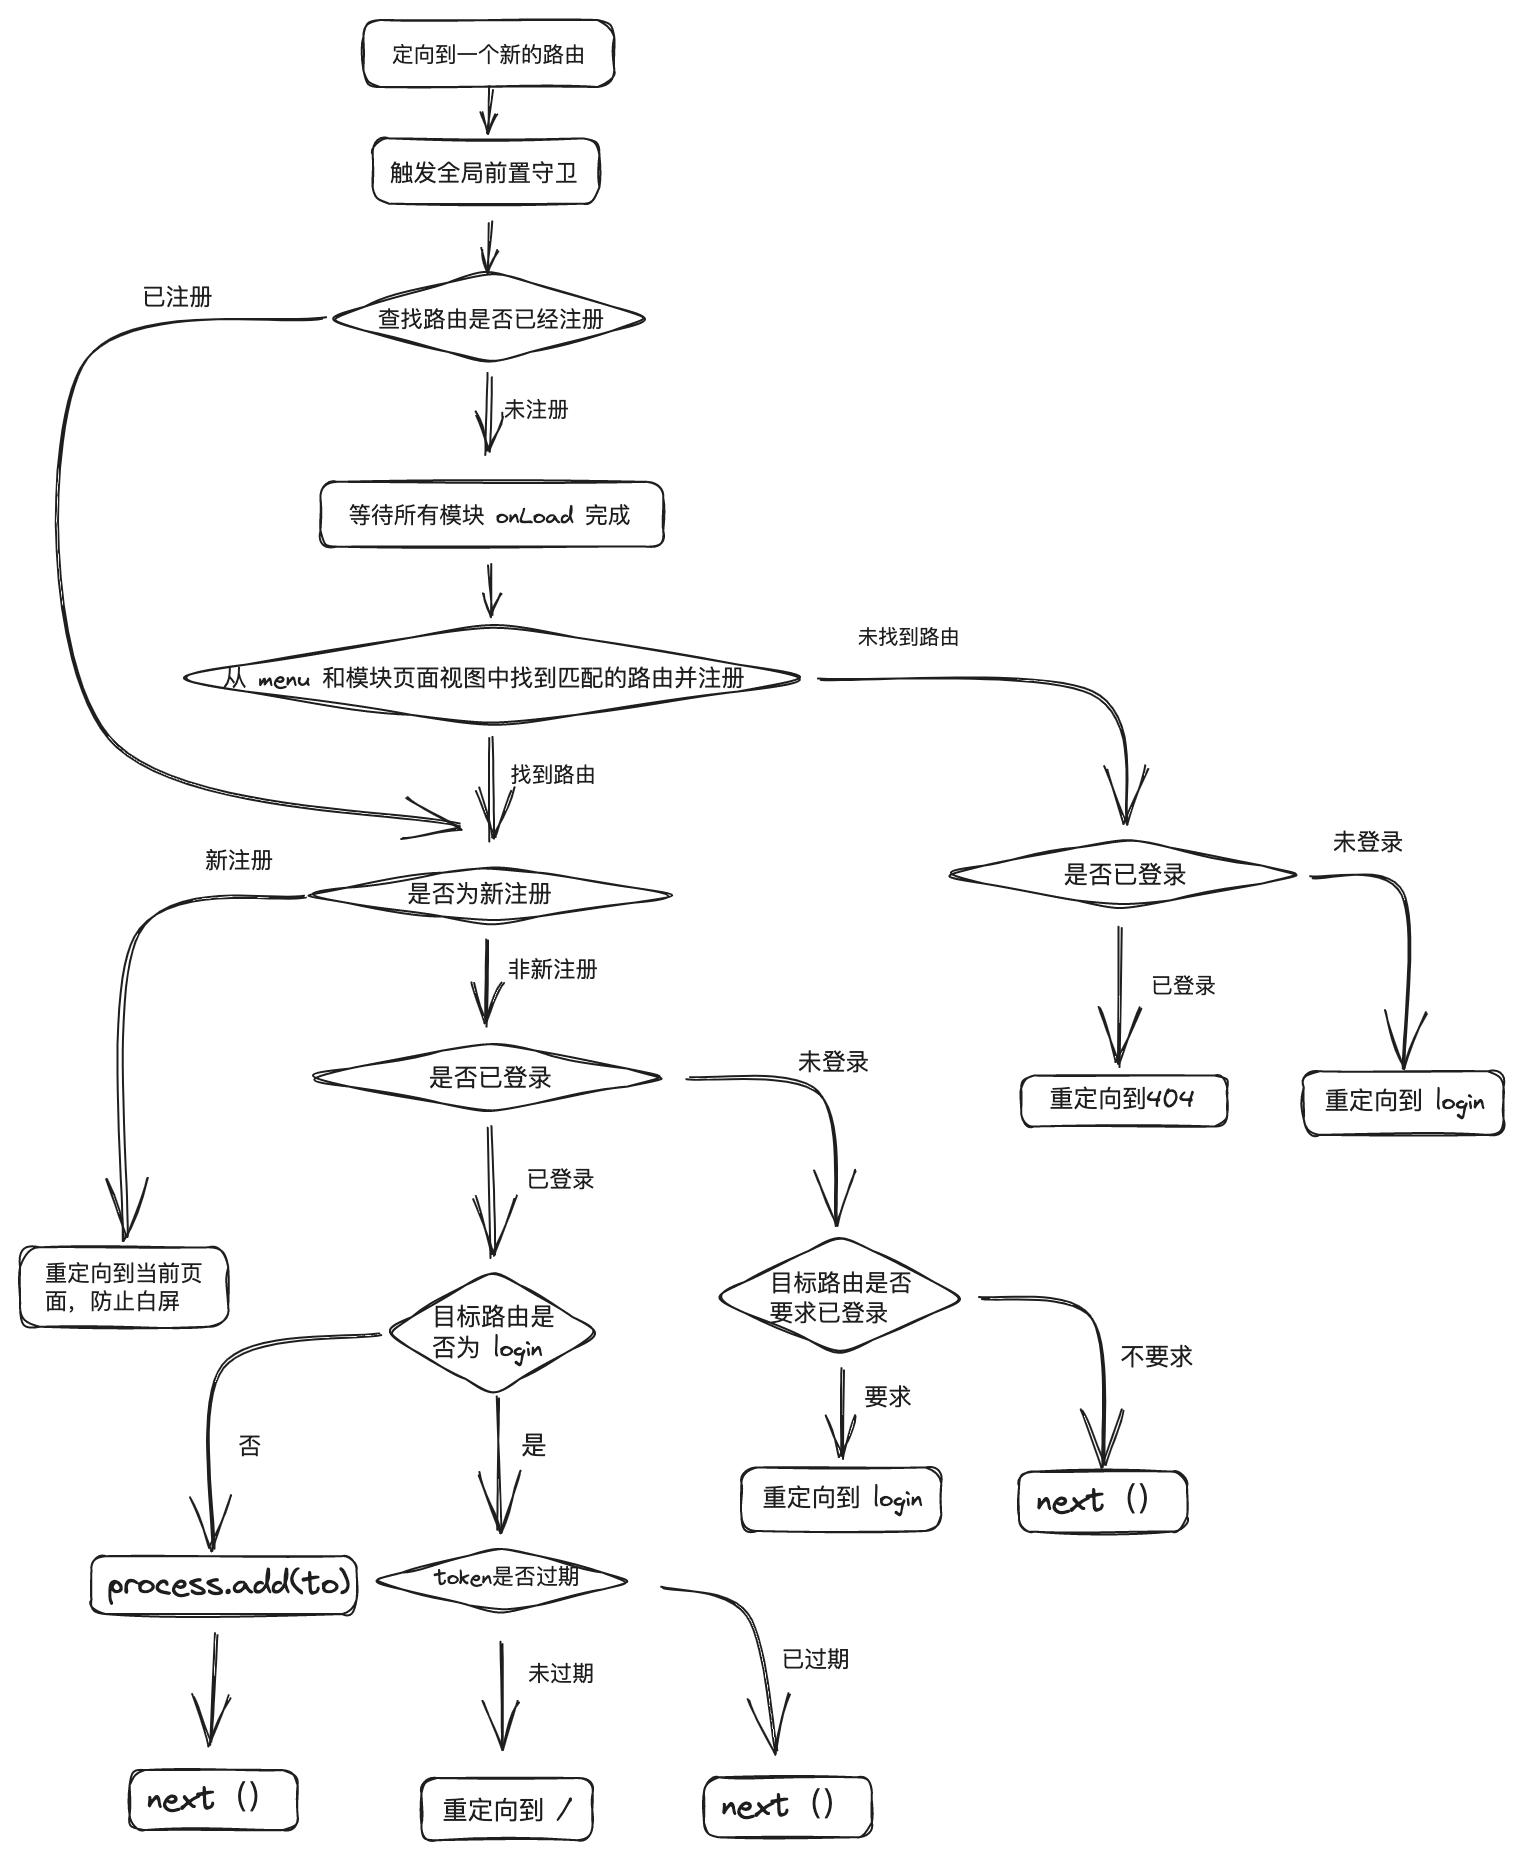 定向到一个新的路由
触发全局前置守卫
已注册
查找路由是否已经注册
未注册
等待所有模块 onLoad 完成
未找到路由
从 menu 和模块页面视图中找到匹配的路由并注册
找到路由
未登录
新注册
是否已登录
是否为新注册
非新注册
已登录
未登录
是否已登录
重定向到404
重定向到 login
已登录
重定向到当前页
面，防止白屏
目标路由是否
要求已登录
目标路由是
否为 login
不要求
要求
否
是
重定向到 login
next ()
process.add(to)
token是否过期
未过期
已过期
next ()
重定向到 /
next ()